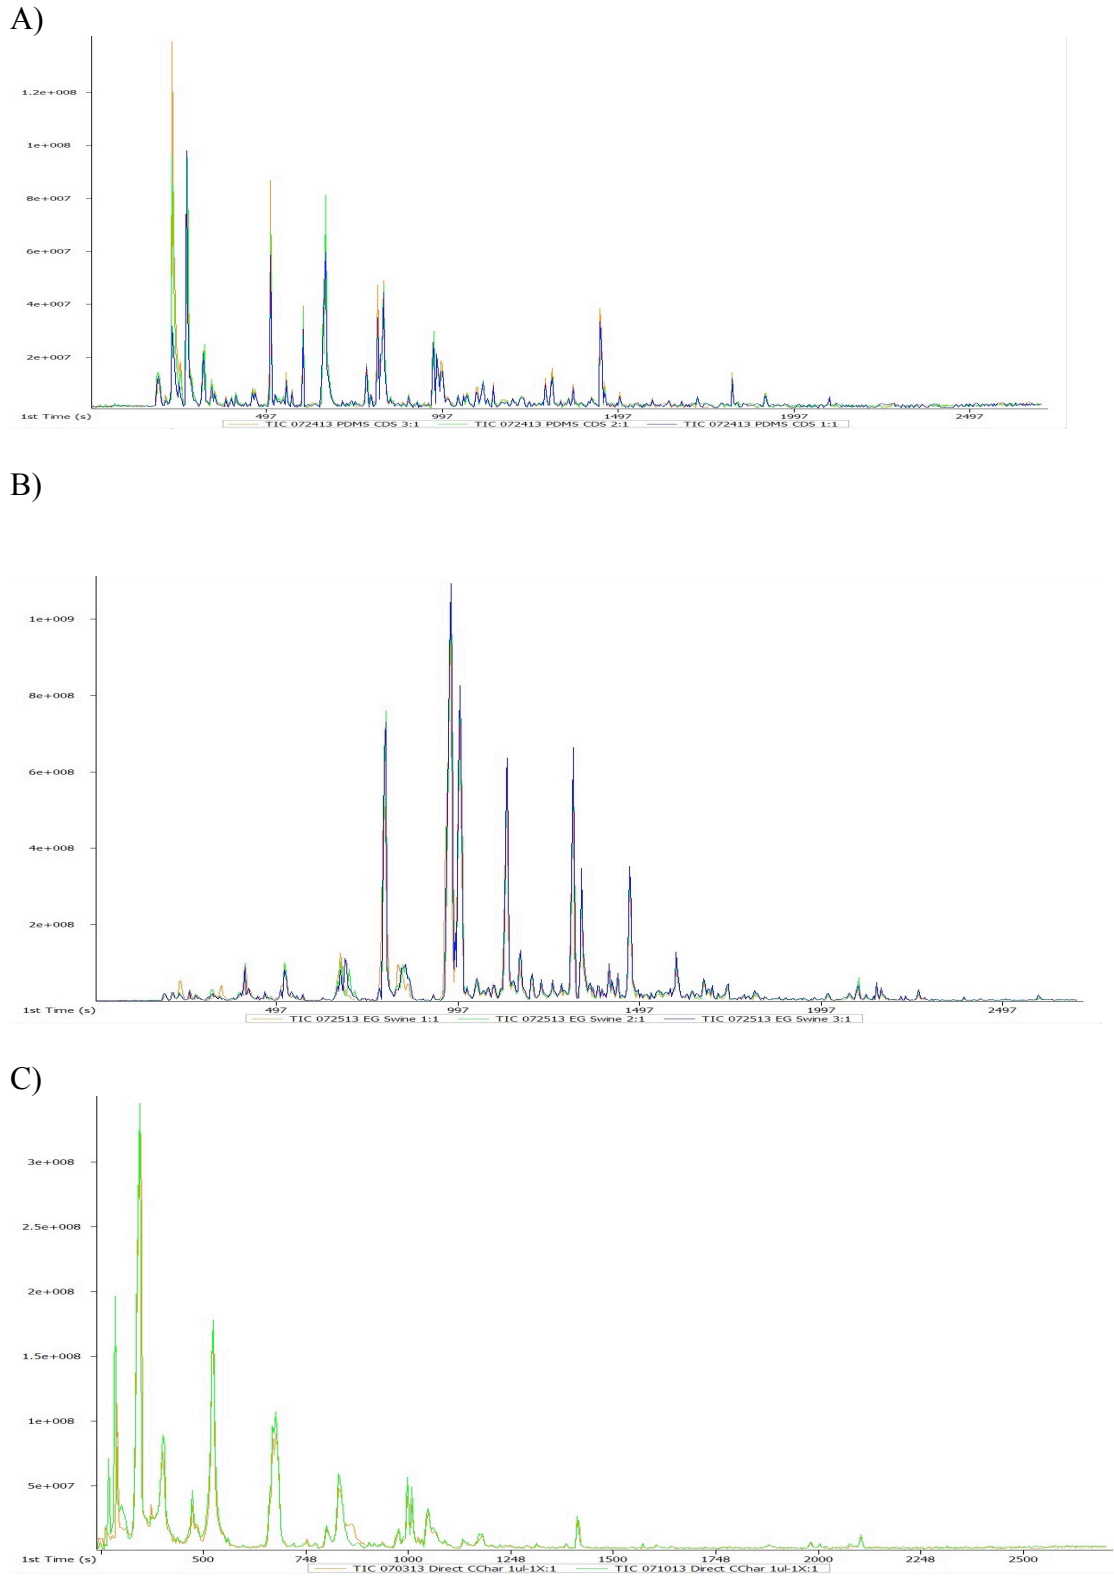 A)
1.2e+008
1e+008
8e+007
6e+007
4e+007
2e+007
1st Time (s) 497 997 1497 1997 2497
TIC 072413 PDMS CDS 3:1 TIC 072413 PDMS CDS 2:1 TIC 072413 PDMS CDS 1:1
B)
1e+009
8e+008
6e+008
4e+008
2e+008
1st Time (s) 497 997 1497 1997 2497
TIC 072513 EG Swine 1:1 TIC 072513 EG Swine 2:1 TIC 072513 EG Swine 3:1
C)
3e+008
2.5e+008
2e+008
1.5e+008
1e+008
5e+007
1st Time (s) 500 748 1000 1248 1500 1748 2000 2248 2500
TIC 070313 Direct CChar 1ul-1X:1 TIC 071013 Direct CChar 1ul-1X:1